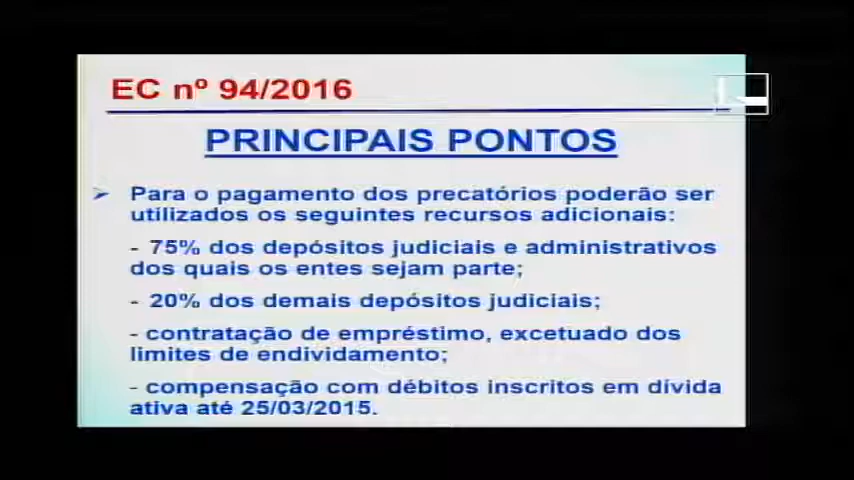 EC nº 94/2016
PRINCIPAIS PONTOS
➢ Para o pagamento dos precatórios poderão ser
utilizados os seguintes recursos adicionais:
- 75% dos depósitos judiciais e administrativos
dos quais os entes sejam parte;
- 20% dos demais depósitos judiciais;
- contratação de empréstimo, excetuado dos
limites de endividamento;
- compensação com débitos inscritos em dívida
ativa até 25/03/2015.